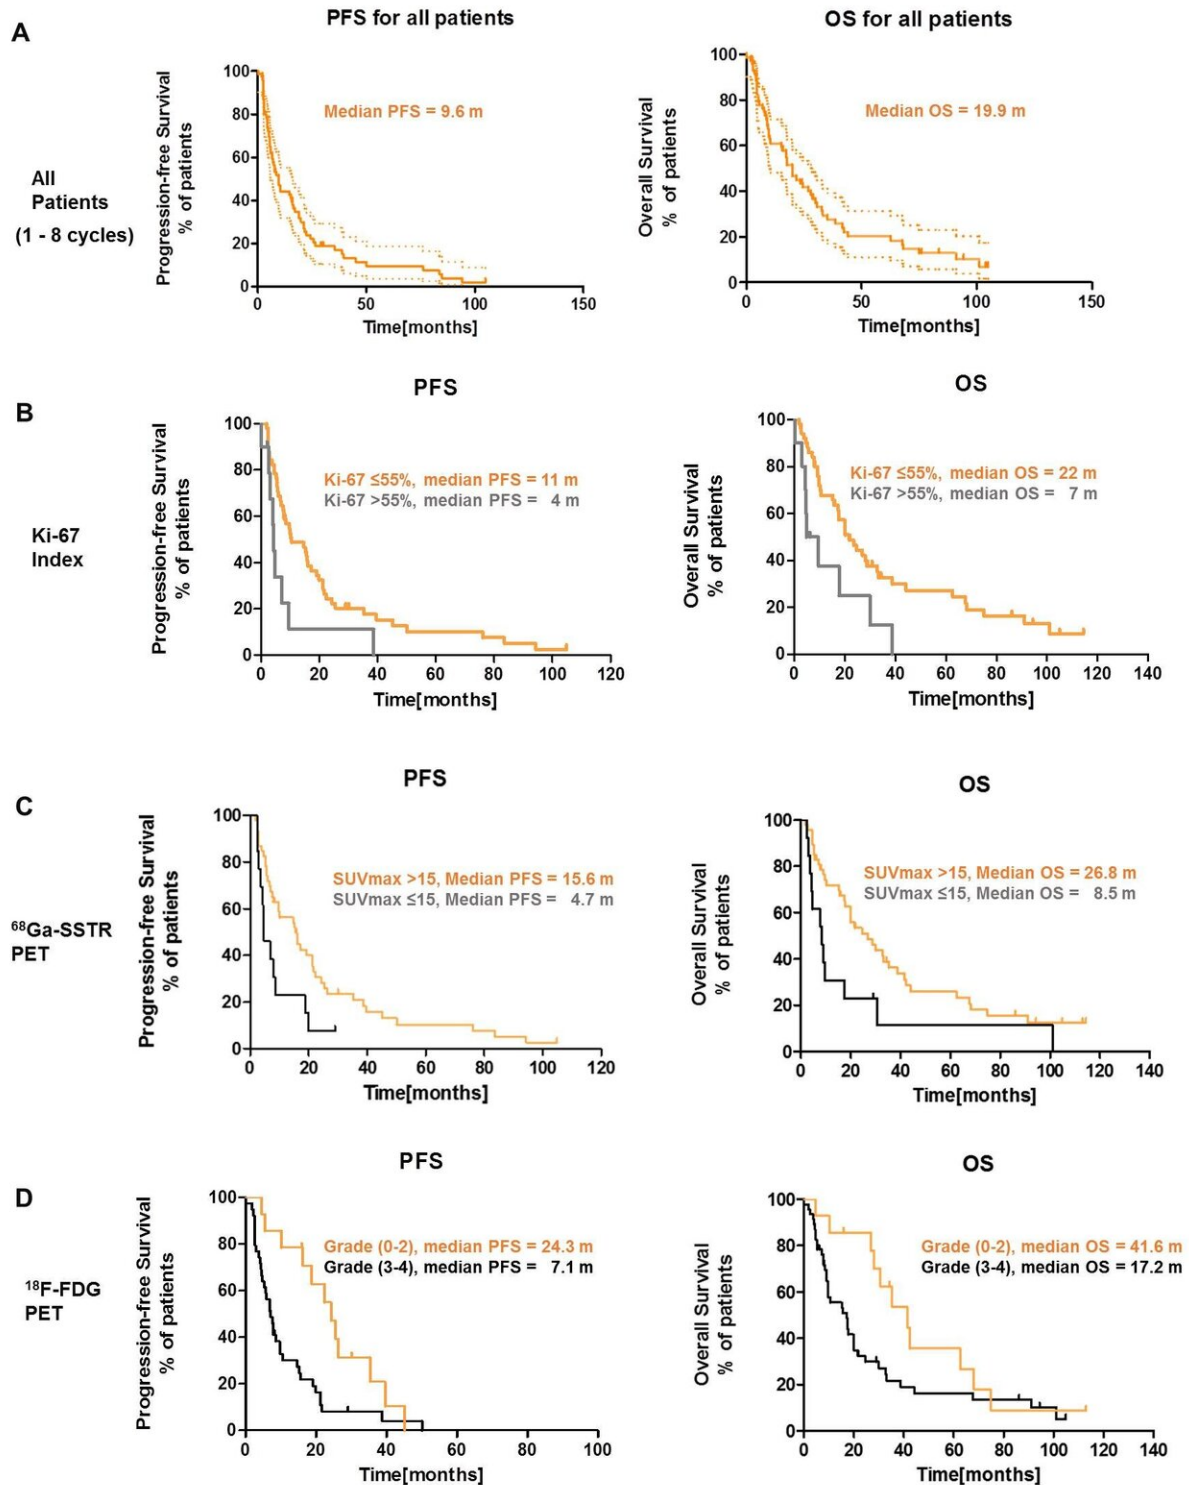 A
PFS for all patients
OS for all patients
All
Patients
(1 - 8 cycles)
Progression-free Survival
% of patients
100
80
60
40
20
0
Median PFS = 9.6 m
0 50 100 150
Time[months]
Overall Survival
% of patients
100
80
60
40
20
0
Median OS = 19.9 m
0 50 100 150
Time[months]
B
PFS
OS
Ki-67
Index
Progression-free Survival
% of patients
100
80
60
40
20
0
Ki-67 ≤55%, median PFS = 11 m
Ki-67 >55%, median PFS = 4 m
0 20 40 60 80 100 120
Time[months]
Overall Survival
% of patients
100
80
60
40
20
0
Ki-67 ≤55%, median OS = 22 m
Ki-67 >55%, median OS = 7 m
0 20 40 60 80 100 120 140
Time[months]
C
PFS
OS
⁶⁸Ga-SSTR
PET
Progression-free Survival
% of patients
100
80
60
40
20
0
SUVmax >15, Median PFS = 15.6 m
SUVmax ≤15, Median PFS = 4.7 m
0 20 40 60 80 100 120
Time[months]
Overall Survival
% of patients
100
80
60
40
20
0
SUVmax >15, Median OS = 26.8 m
SUVmax ≤15, Median OS = 8.5 m
0 20 40 60 80 100 120 140
Time[months]
D
PFS
OS
¹⁸F-FDG
PET
Progression-free Survival
% of patients
100
80
60
40
20
0
Grade (0-2), median PFS = 24.3 m
Grade (3-4), median PFS = 7.1 m
0 20 40 60 80 100
Time[months]
Overall Survival
% of patients
100
80
60
40
20
0
Grade (0-2), median OS = 41.6 m
Grade (3-4), median OS = 17.2 m
0 20 40 60 80 100 120 140
Time[months]